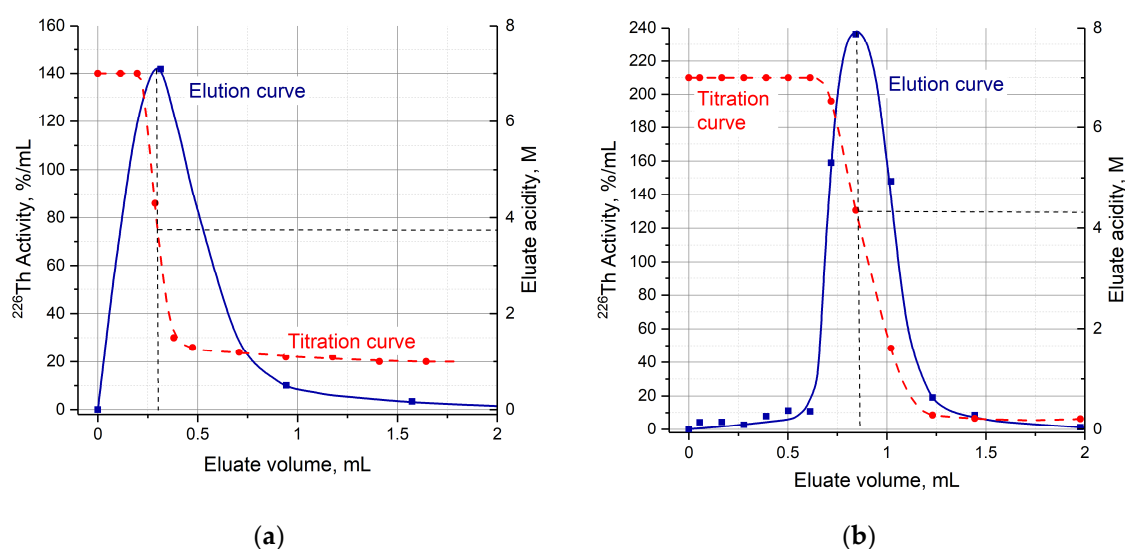 (a)
160
140
120
100
80
60
40
20
0
8
6
4
2
0
0
0.5
1
1.5
2
²²⁶Th Activity, %/mL
Eluate acidity, M
Eluate volume, mL
Elution curve
Titration curve
(b)
240
220
200
180
160
140
120
100
80
60
40
20
0
8
6
4
2
0
0
0.5
1
1.5
2
²²⁶Th Activity, %/mL
Eluate acidity, M
Eluate volume, mL
Titration
curve
Elution curve
(a)
(b)